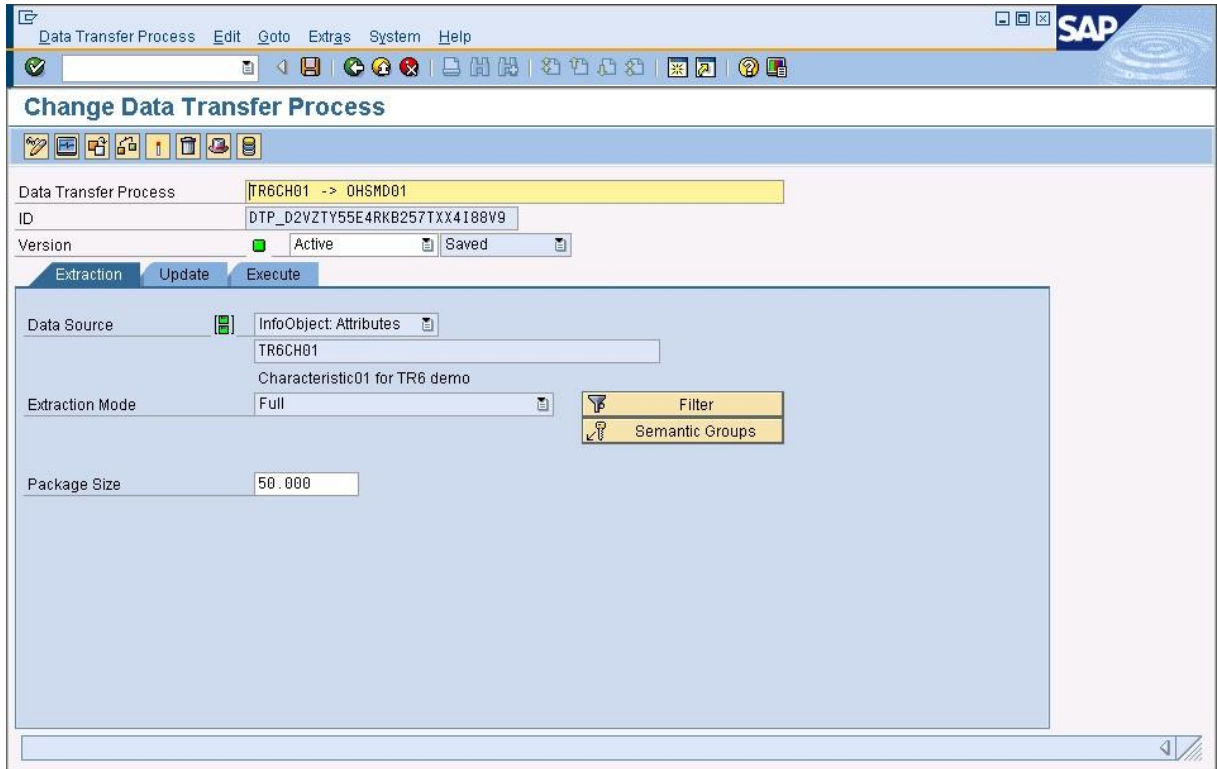 Data Transfer Process Edit Goto Extras System Help
SAP
Change Data Transfer Process
Data Transfer Process TR6CH01 -> OHSMD01
ID DTP_D2VZTY55E4RKB257TXX4I88V9
Version Active Saved
Extraction Update Execute
Data Source InfoObject: Attributes
TR6CH01
Characteristic01 for TR6 demo
Extraction Mode Full Filter
Semantic Groups
Package Size 50.000